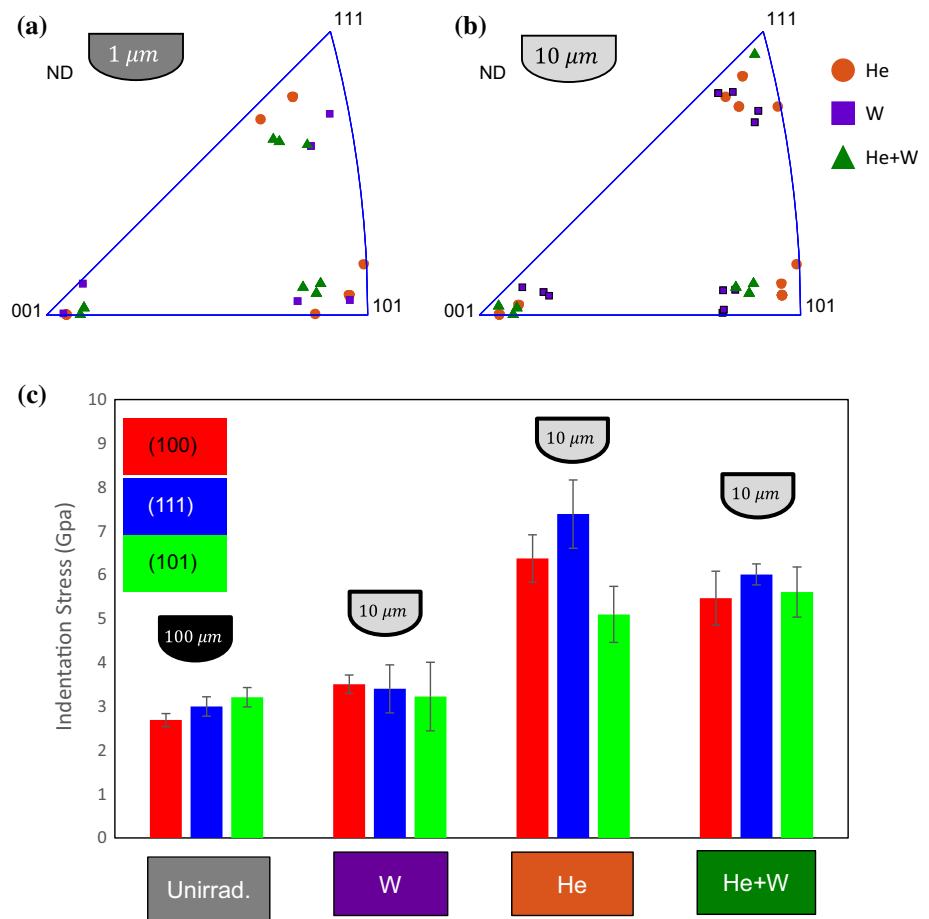 (a)
1 μm
ND
111
001
101
(b)
10 μm
ND
111
001
101
He
W
He+W
(c)
Indentation Stress (Gpa)
10
9
8
7
6
5
4
3
2
1
0
(100)
(111)
(101)
100 μm
10 μm
10 μm
10 μm
Unirrad.
W
He
He+W